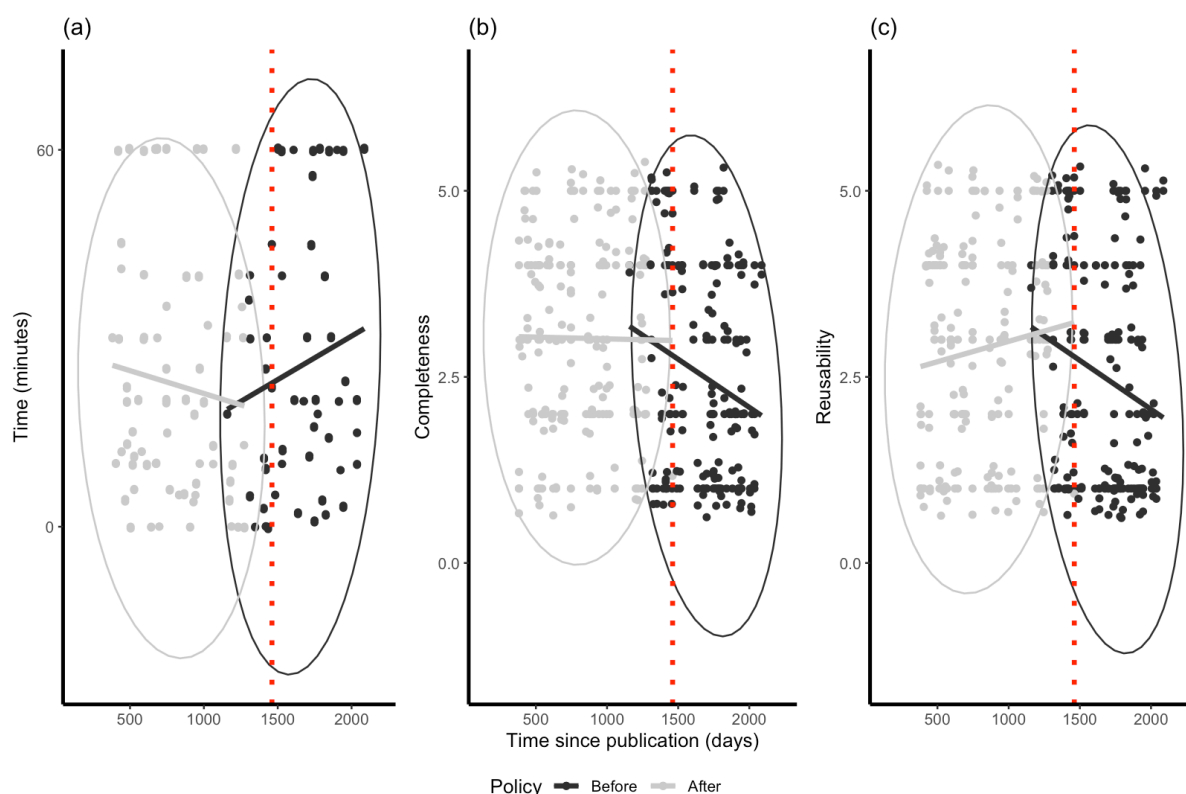 (a)
(b)
(c)
Time (minutes)
60
0
500 1000 1500 2000
Completeness
5.0
2.5
0.0
500 1000 1500 2000
Reusability
5.0
2.5
0.0
500 1000 1500 2000
Time since publication (days)
Policy Before After